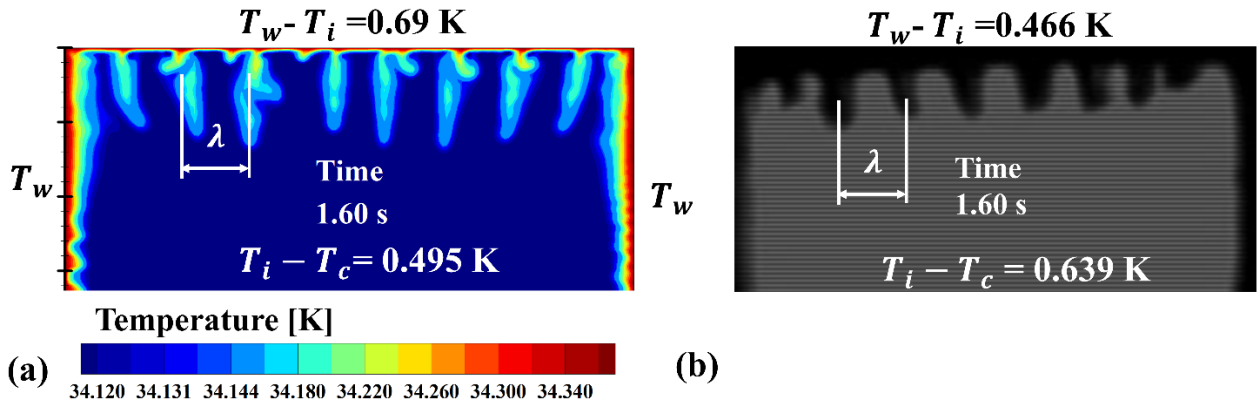 T_w- T_i =0.69 K
T_w
λ
Time
1.60 s
T_i − T_c= 0.495 K
Temperature [K]
(a)
34.120 34.131 34.144 34.180 34.220 34.260 34.300 34.340
T_w- T_i =0.466 K
T_w
λ
Time
1.60 s
T_i − T_c = 0.639 K
(b)